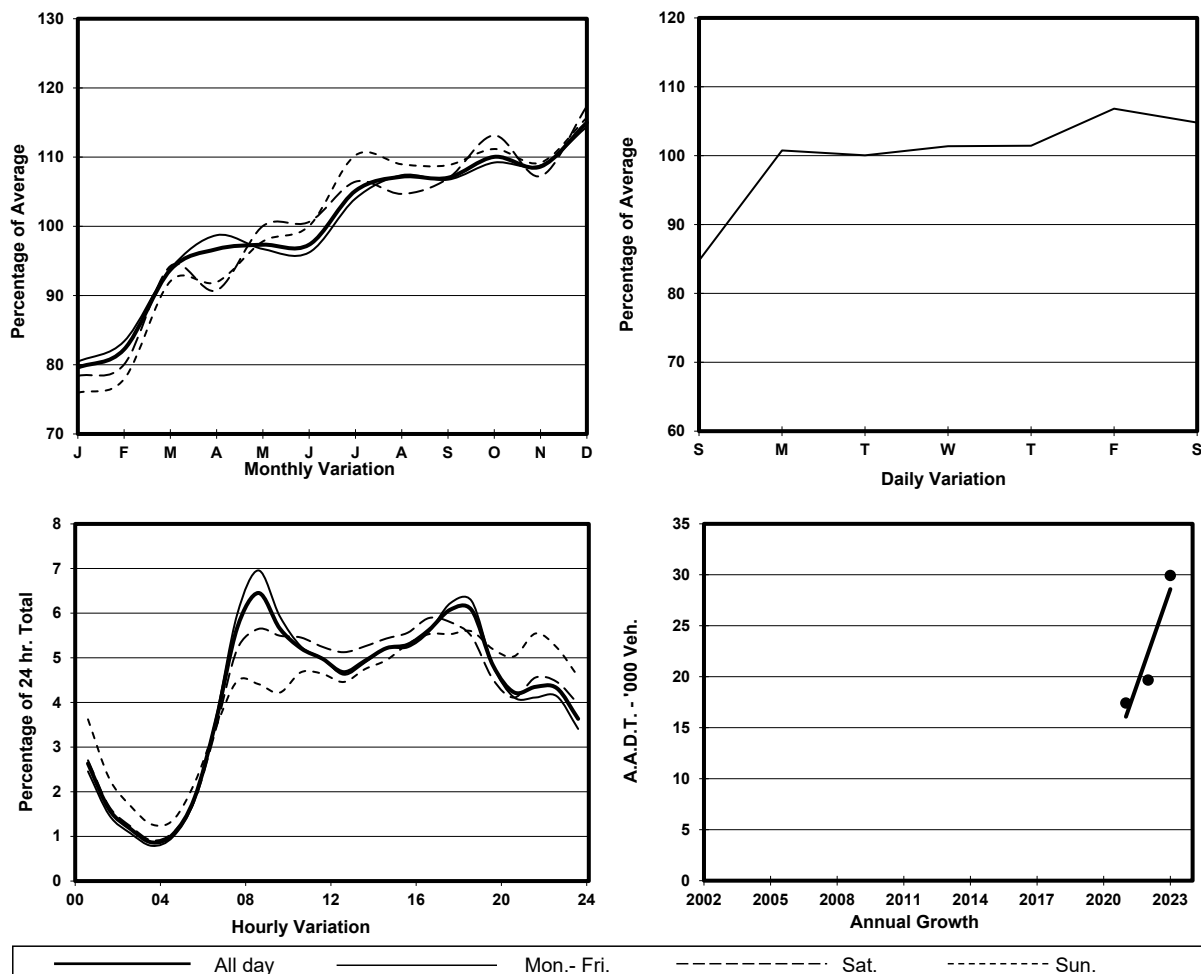 130
120
110
100
90
80
70
Percentage of Average
J F M A M J J A S O N D
Monthly Variation
120
110
100
90
80
70
60
Percentage of Average
S M T W T F S
Daily Variation
8
7
6
5
4
3
2
1
0
Percentage of 24 hr. Total
00 04 08 12 16 20 24
Hourly Variation
35
30
25
20
15
10
5
0
A.A.D.T. - '000 Veh.
2002 2005 2008 2011 2014 2017 2020 2023
Annual Growth
All day Mon.- Fri. Sat. Sun.